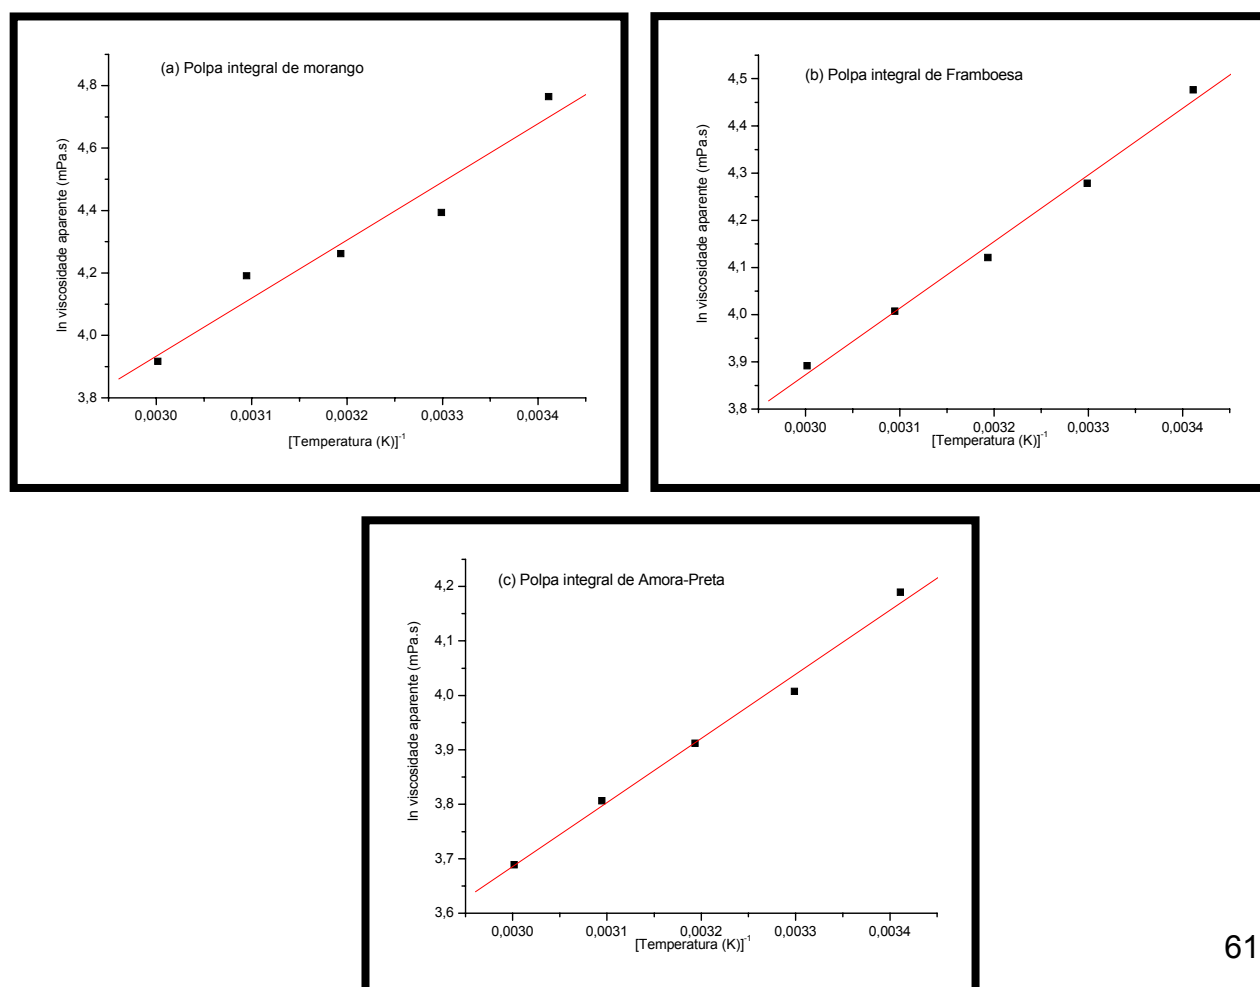 (a) Polpa integral de morango
4,8
4,6
4,4
4,2
4,0
3,8
ln viscosidade aparente (mPa.s)
0,0030 0,0031 0,0032 0,0033 0,0034
[Temperatura (K)]⁻¹
(b) Polpa integral de Framboesa
4,5
4,4
4,3
4,2
4,1
4,0
3,9
3,8
ln viscosidade aparente (mPa.s)
0,0030 0,0031 0,0032 0,0033 0,0034
[Temperatura (K)]⁻¹
(c) Polpa integral de Amora-Preta
4,2
4,1
4,0
3,9
3,8
3,7
3,6
ln viscosidade aparente (mPa.s)
0,0030 0,0031 0,0032 0,0033 0,0034
[Temperatura (K)]⁻¹
61